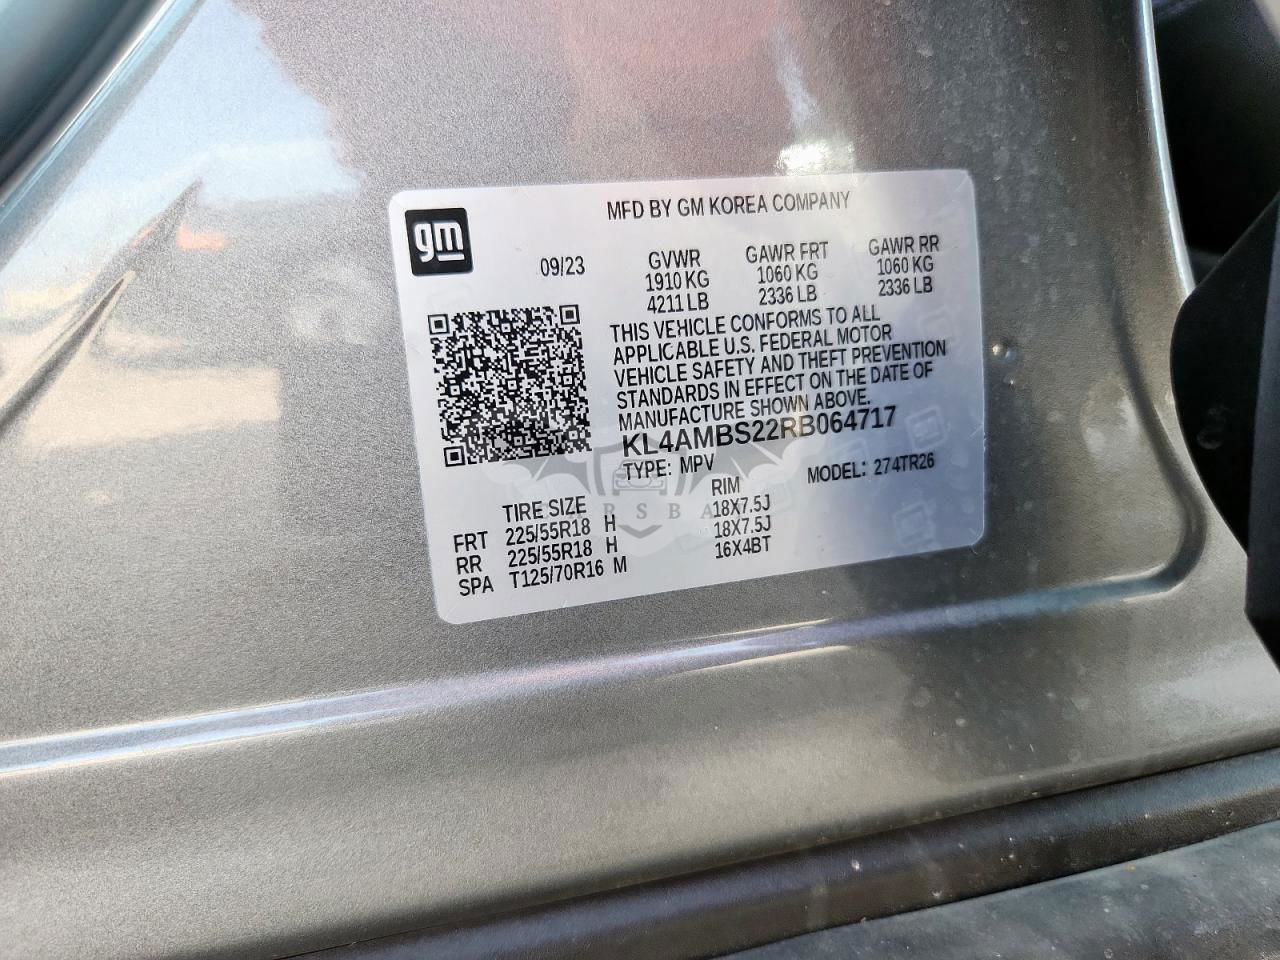 MFD BY GM KOREA COMPANY
gm
09/23
GVWR GAWR FRT GAWR RR
1910 KG 1060 KG 1060 KG
4211 LB 2336 LB 2336 LB
THIS VEHICLE CONFORMS TO ALL
APPLICABLE U.S. FEDERAL MOTOR
VEHICLE SAFETY AND THEFT PREVENTION
STANDARDS IN EFFECT ON THE DATE OF
MANUFACTURE SHOWN ABOVE.
KL4AMBS22RB064717
TYPE: MPV MODEL: 274TR26
TIRE SIZE RIM
FRT 225/55R18 H 18X7.5J
RR 225/55R18 H 18X7.5J
SPA T125/70R16 M 16X4BT
RSBA